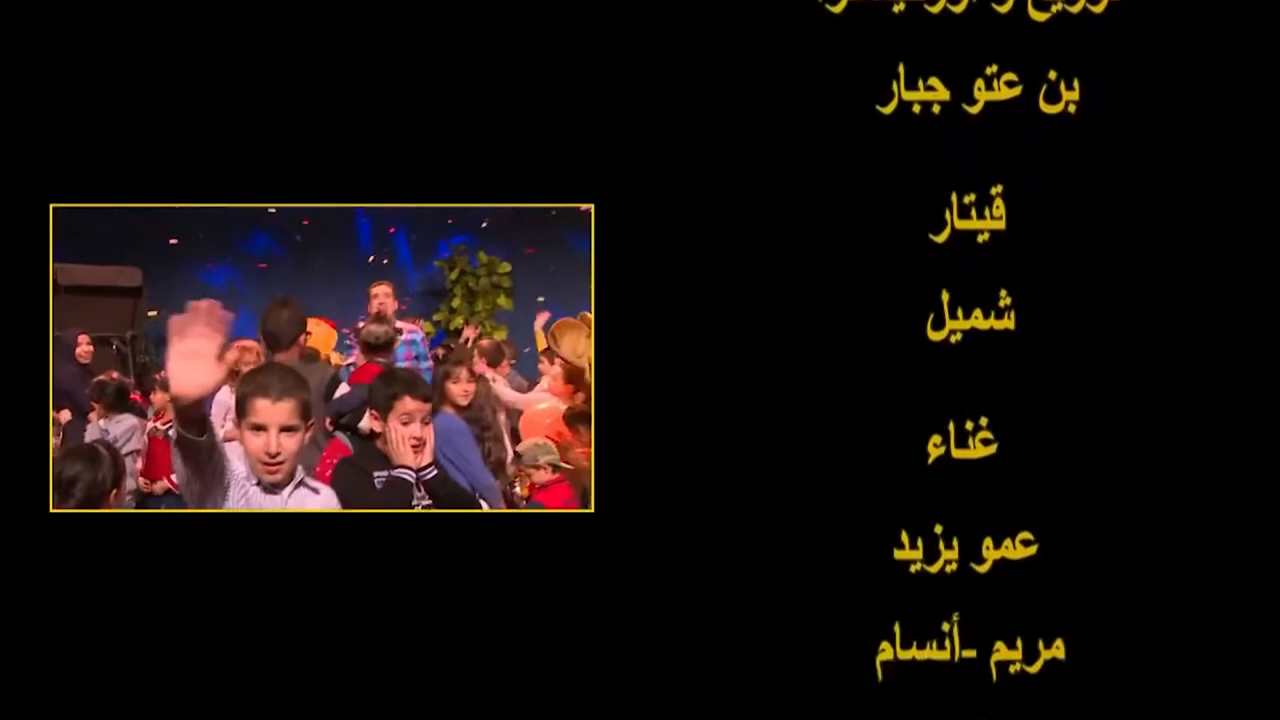 بن عتو جبار
قيتار
شميل
غناء
عمو يزيد
مريم -أنسام